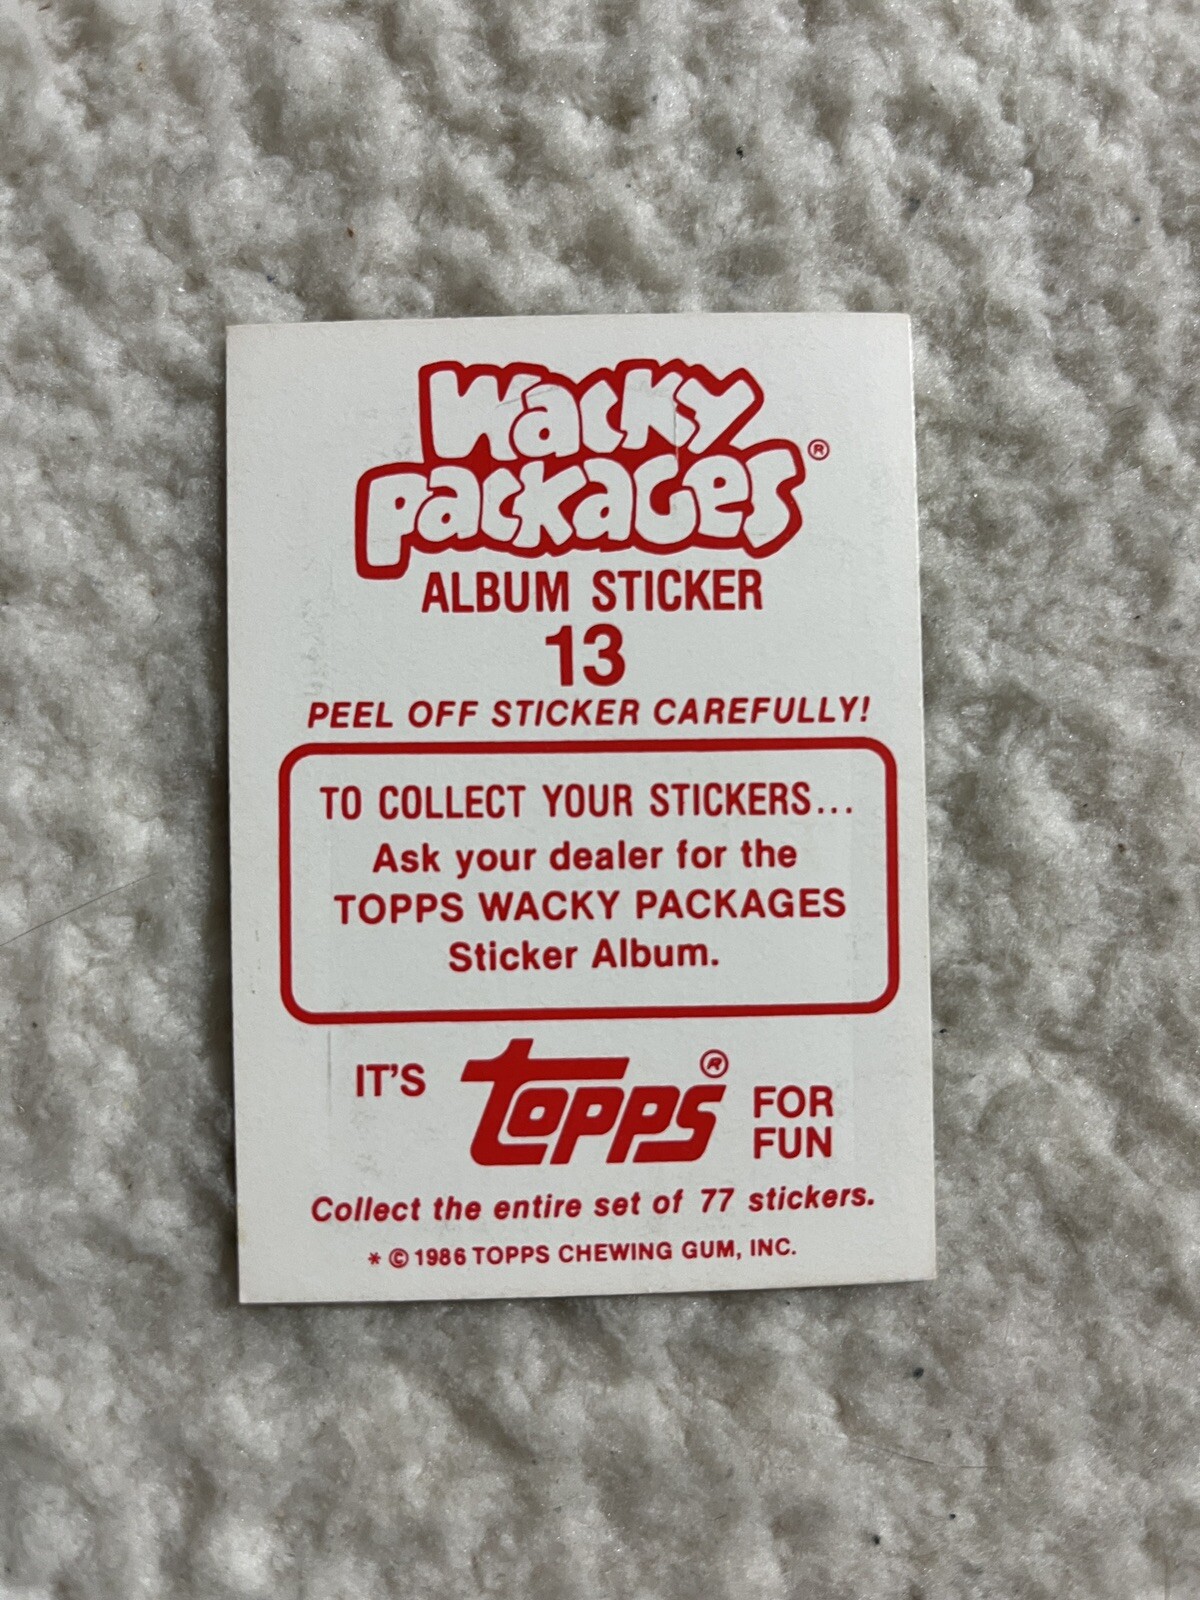 Wacky
Packages®
ALBUM STICKER
13
PEEL OFF STICKER CAREFULLY!
TO COLLECT YOUR STICKERS...
Ask your dealer for the
TOPPS WACKY PACKAGES
Sticker Album.
IT'S Topps® FOR
FUN
Collect the entire set of 77 stickers.
* © 1986 TOPPS CHEWING GUM, INC.